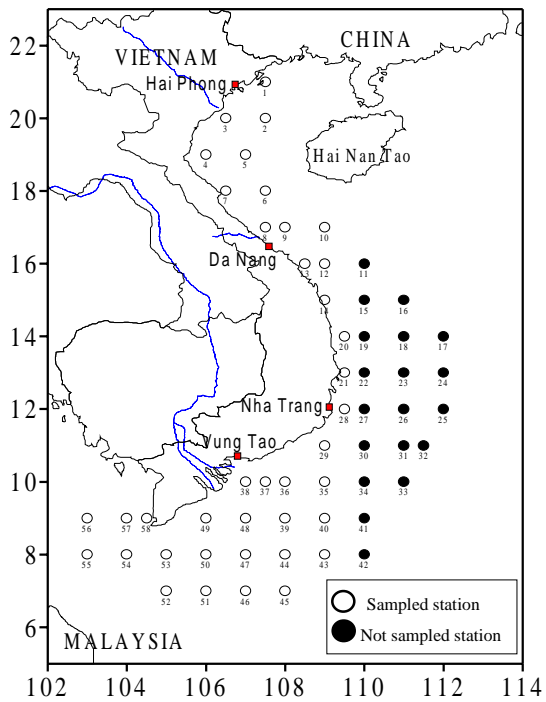 22
20
18
16
14
12
10
8
6
102 104 106 108 110 112 114
CHINA
VIETNAM
Hai Phong
Hai Nan Tao
Da Nang
Nha Trang
Vung Tao
MALAYSIA
1
3 2
4 5
7 6
8 9 10
13 12 11
14 15 16
20 19 18 17
21 22 23 24
28 27 26 25
29 30 31 32
38 37 36 35 34 33
56 57 58 49 48 39 40 41
55 54 53 50 47 44 43 42
52 51 46 45
Sampled station
Not sampled station